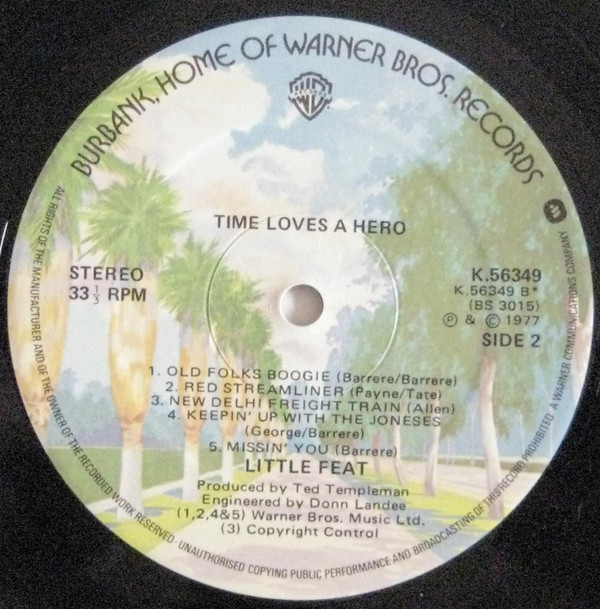 BURBANK, HOME OF WARNER BROS. RECORDS
TIME LOVES A HERO
STEREO
33 1/3 RPM
K.56349
K.56349 B*
(BS 3015)
Ⓟ & © 1977
SIDE 2
1. OLD FOLKS BOOGIE (Barrere/Barrere)
2. RED STREAMLINER (Payne/Tate)
3. NEW DELHI FREIGHT TRAIN (Allen)
4. KEEPIN' UP WITH THE JONESES
(George/Barrere)
5. MISSIN' YOU (Barrere)
LITTLE FEAT
Produced by Ted Templeman
Engineered by Donn Landee
(1,2,4&5) Warner Bros. Music Ltd.
(3) Copyright Control
ALL RIGHTS OF THE MANUFACTURER AND OF THE OWNER OF THE RECORDED WORK RESERVED · UNAUTHORISED COPYING PUBLIC PERFORMANCE AND BROADCASTING OF THIS RECORD PROHIBITED · A WARNER COMMUNICATIONS COMPANY